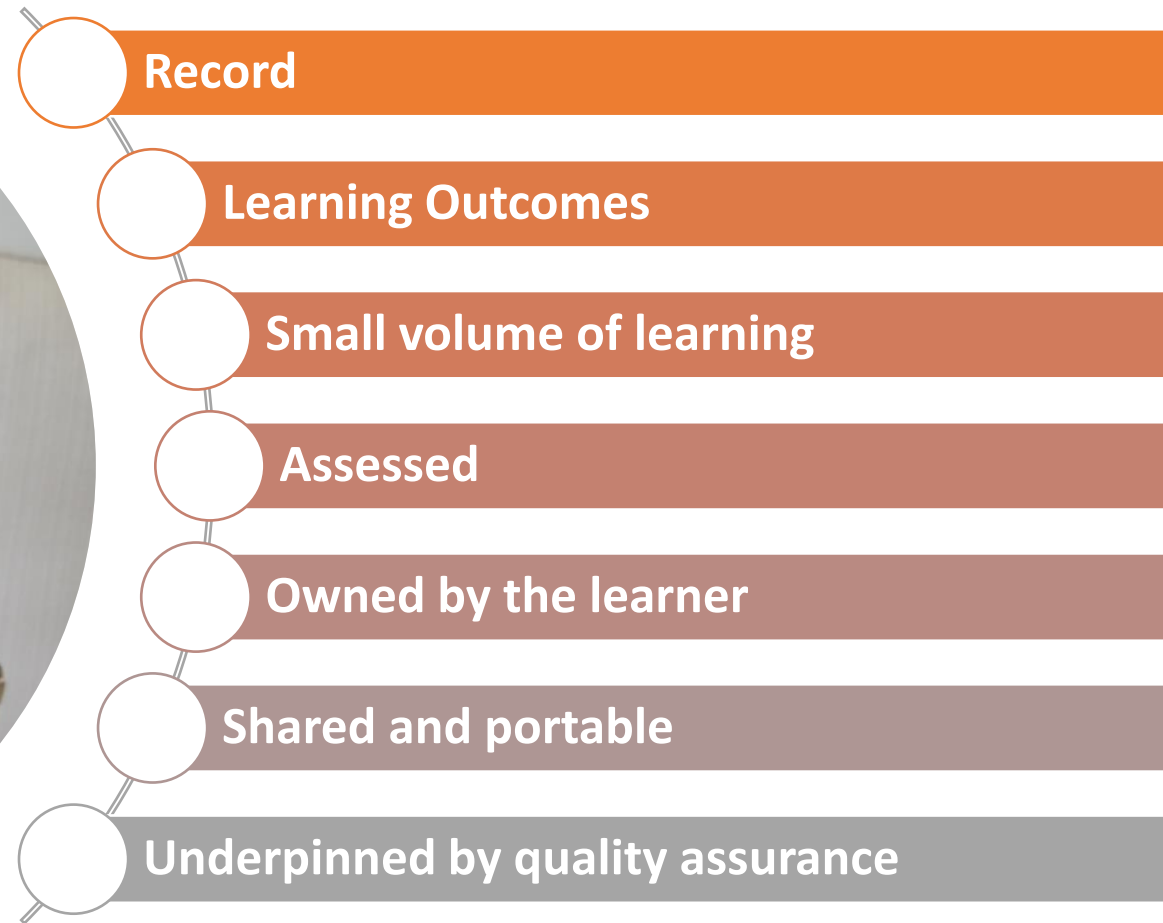 Record
Learning Outcomes
Small volume of learning
Assessed
Owned by the learner
Shared and portable
Underpinned by quality assurance